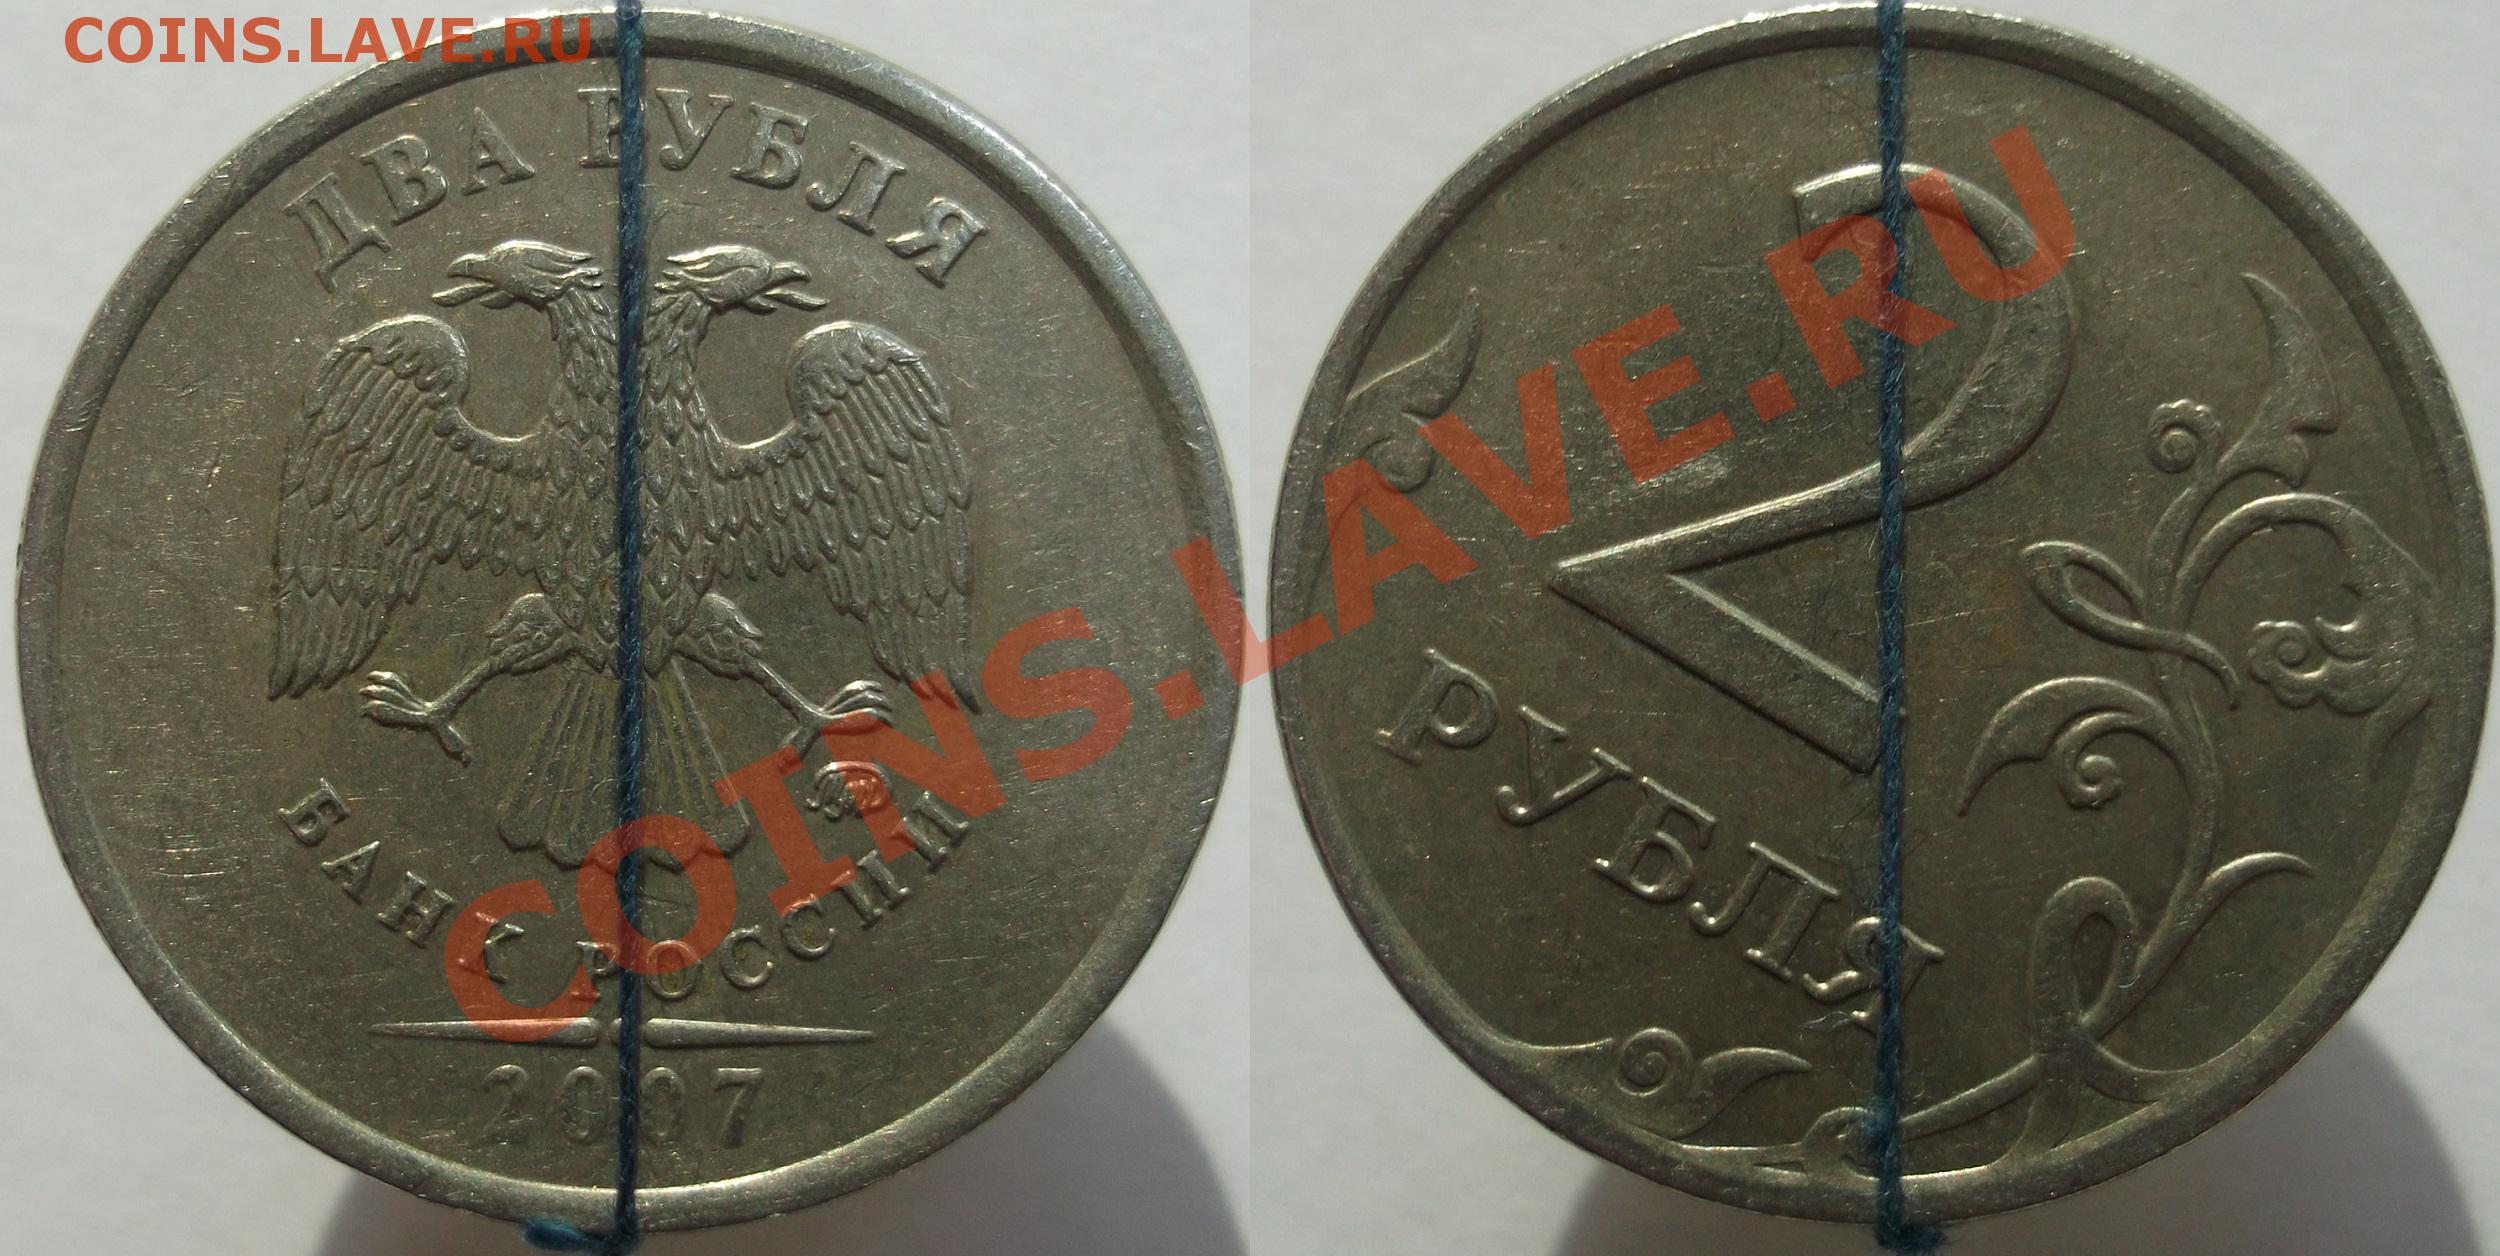 COINS.LAVE.RU
ДВА РУБЛЯ
БАНК РОССИИ
2007
2
РУБЛЯ
COINS.LAVE.RU